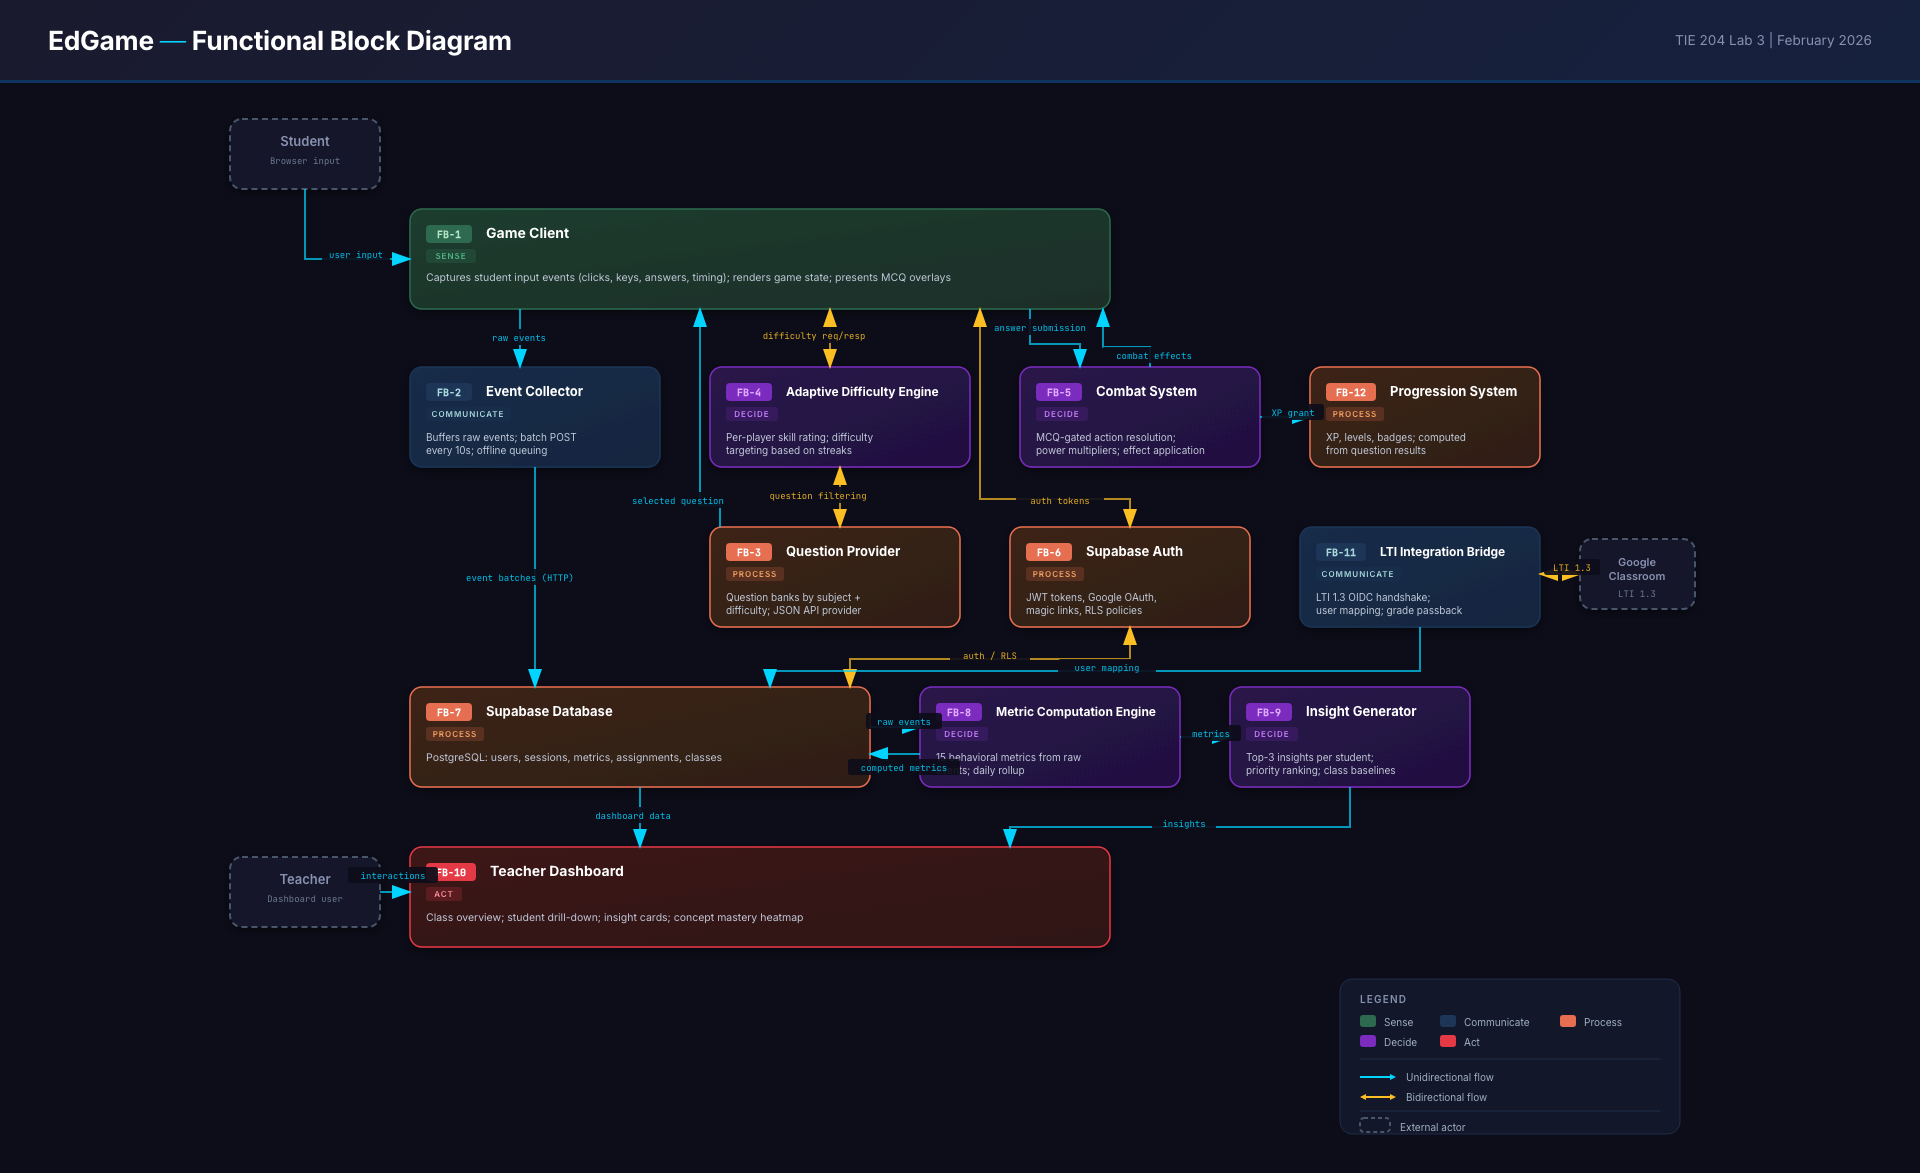 EdGame — Functional Block Diagram
TIE 204 Lab 3 | February 2026
Student
Browser input
user input
FB-1 Game Client
SENSE
Captures student input events (clicks, keys, answers, timing); renders game state; presents MCQ overlays
raw events
difficulty req/resp
answer submission
combat effects
FB-2 Event Collector
COMMUNICATE
Buffers raw events; batch POST
every 10s; offline queuing
FB-4 Adaptive Difficulty Engine
DECIDE
Per-player skill rating; difficulty
targeting based on streaks
FB-5 Combat System
DECIDE
MCQ-gated action resolution;
power multipliers; effect application
XP grant
FB-12 Progression System
PROCESS
XP, levels, badges; computed
from question results
selected question
question filtering
auth tokens
event batches (HTTP)
FB-3 Question Provider
PROCESS
Question banks by subject +
difficulty; JSON API provider
FB-6 Supabase Auth
PROCESS
JWT tokens, Google OAuth,
magic links, RLS policies
FB-11 LTI Integration Bridge
COMMUNICATE
LTI 1.3 OIDC handshake;
user mapping; grade passback
LTI 1.3
Google
Classroom
LTI 1.3
auth / RLS
user mapping
FB-7 Supabase Database
PROCESS
PostgreSQL: users, sessions, metrics, assignments, classes
raw events
computed metrics
FB-8 Metric Computation Engine
DECIDE
15 behavioral metrics from raw
ts; daily rollup
metrics
FB-9 Insight Generator
DECIDE
Top-3 insights per student;
priority ranking; class baselines
dashboard data
insights
Teacher
Dashboard user
interactions
FB-10 Teacher Dashboard
ACT
Class overview; student drill-down; insight cards; concept mastery heatmap
LEGEND
Sense
Communicate
Process
Decide
Act
Unidirectional flow
Bidirectional flow
External actor